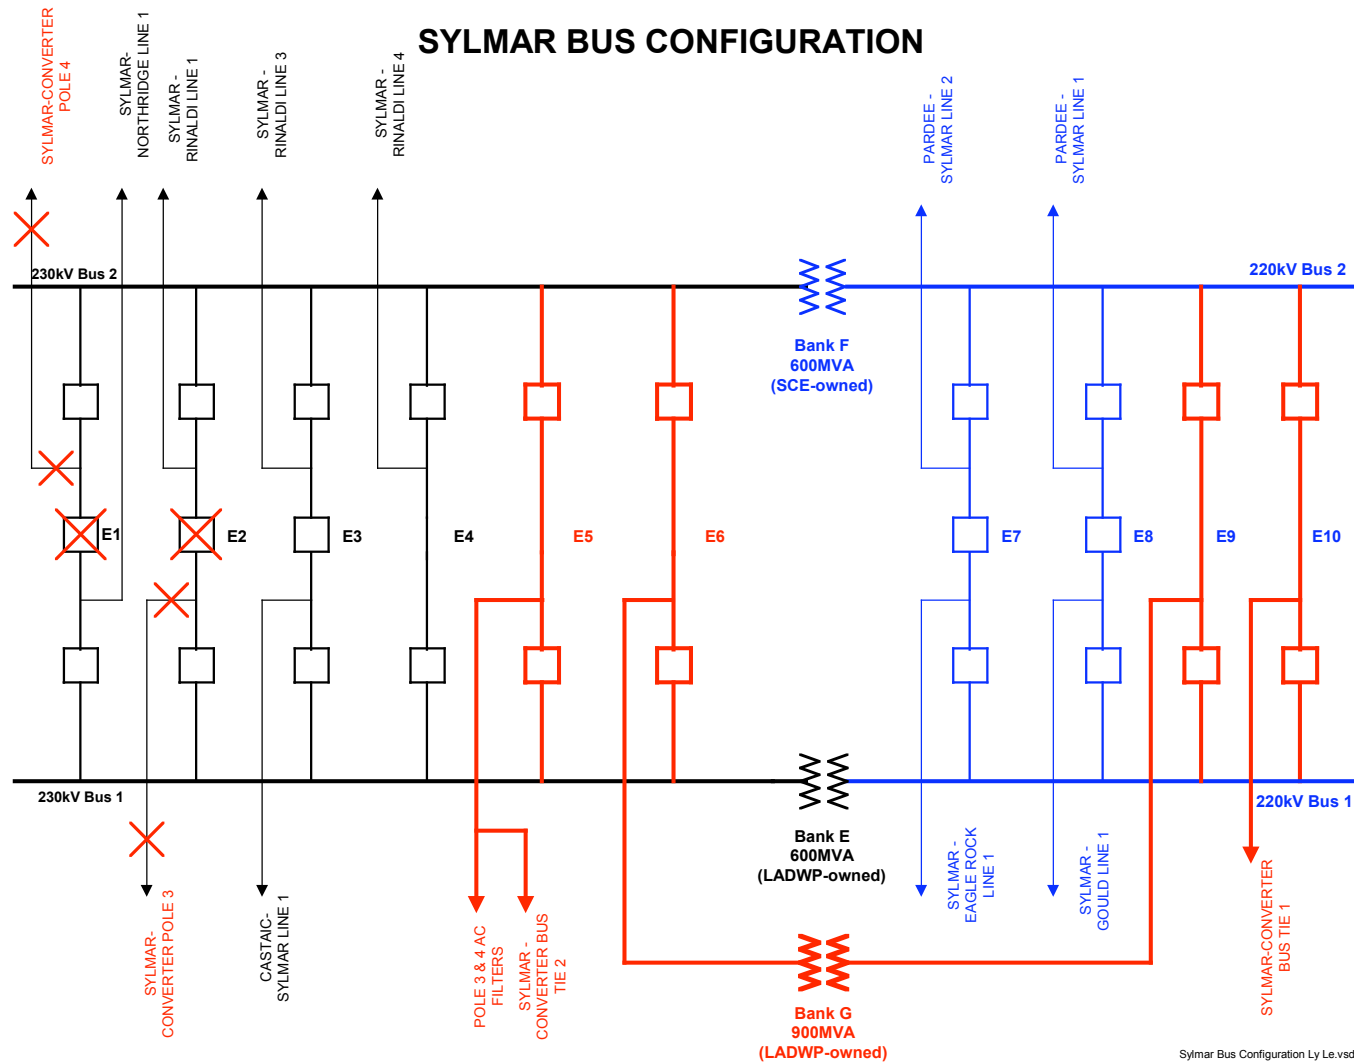 SYLMAR BUS CONFIGURATION
SYLMAR-CONVERTER
POLE 4
SYLMAR-
NORTHRIDGE LINE 1
SYLMAR -
RINALDI LINE 1
SYLMAR -
RINALDI LINE 3
SYLMAR -
RINALDI LINE 4
PARDEE -
SYLMAR LINE 2
PARDEE -
SYLMAR LINE 1
230kV Bus 2
220kV Bus 2
Bank F
600MVA
(SCE-owned)
E1
E2
E3
E4
E5
E6
E7
E8
E9
E10
230kV Bus 1
220kV Bus 1
Bank E
600MVA
(LADWP-owned)
SYLMAR-
CONVERTER POLE 3
CASTAIC-
SYLMAR LINE 1
POLE 3 & 4 AC
FILTERS
SYLMAR -
CONVERTER BUS
TIE 2
SYLMAR -
EAGLE ROCK
LINE 1
SYLMAR -
GOULD LINE 1
SYLMAR-CONVERTER
BUS TIE 1
Bank G
900MVA
(LADWP-owned)
Sylmar Bus Configuration Ly Le.vsd